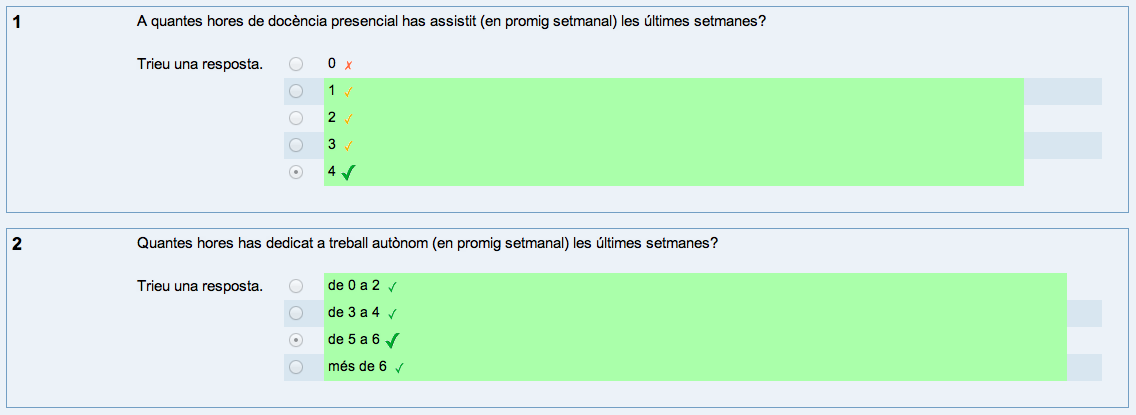 1 A quantes hores de docència presencial has assistit (en promig setmanal) les últimes setmanes?
Trieu una resposta. 0 ✗
1 ✓
2 ✓
3 ✓
4 ✓
2 Quantes hores has dedicat a treball autònom (en promig setmanal) les últimes setmanes?
Trieu una resposta. de 0 a 2 ✓
de 3 a 4 ✓
de 5 a 6 ✓
més de 6 ✓